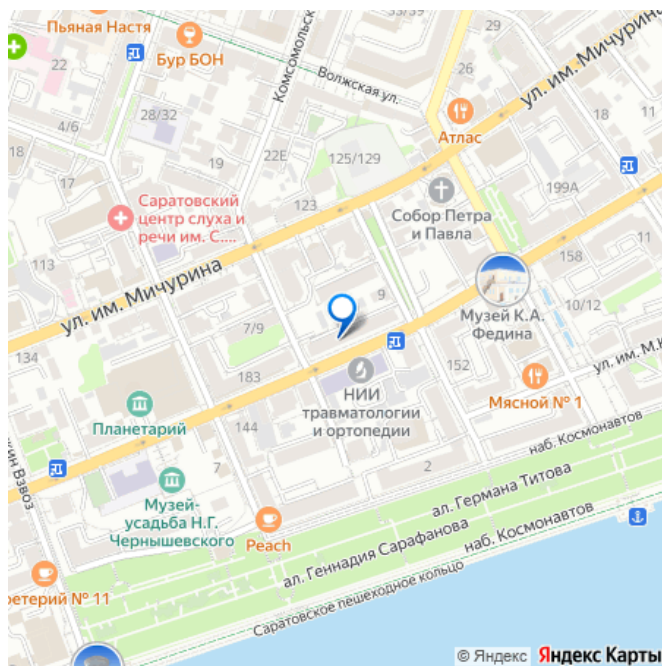 Пьяная Настя
33/39
Бур БОН
22
Комсомольск
Волжская ул.
29
26
18
ул. им. Мичурина
28/32
4/6
18
17
19
22Е
125/129
Атлас
11
199А
Саратовский
центр слуха и
речи им. С....
123
Собор Петра
и Павла
113
ул. им. Мичурина
158
9
10/12
Музей К.А.
Федина
7/9
ул. им. М.К
183
152
НИИ
травматологии
и ортопедии
Мясной № 1
Планетарий
144
наб. Космонавтов
кин Взвоз
7
2
ал. Германа Титова
Музей-
усадьба Н.Г.
Чернышевского
Peach
наб. Космонавтов
ал. Геннадия Сарафанова
ретерий № 11
Саратовское пешеходное кольцо
© Яндекс Яндекс Карты